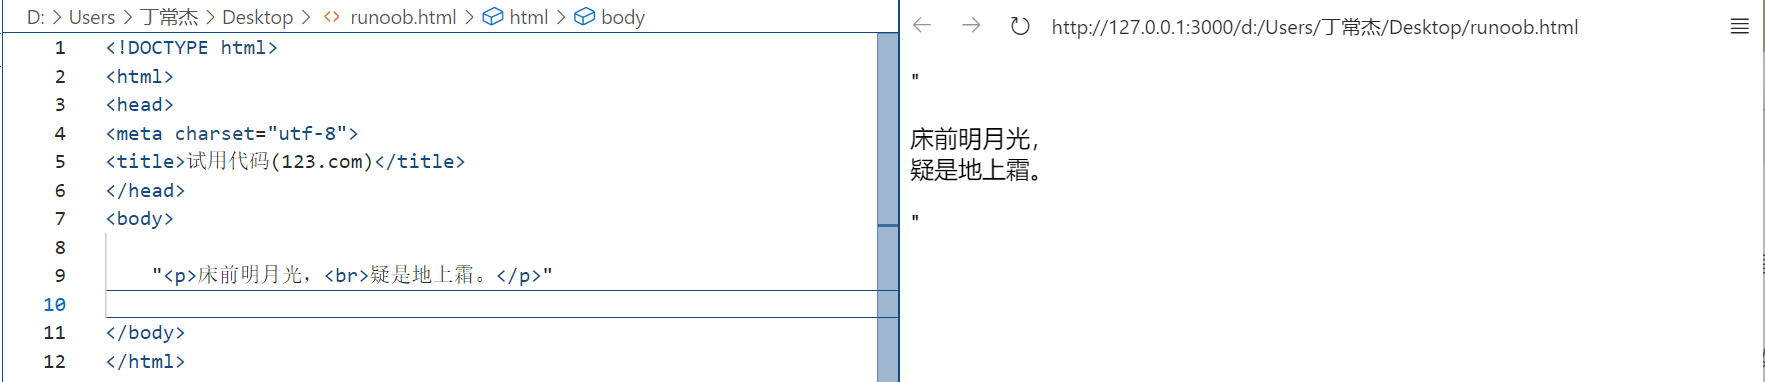 D: > Users > 丁常杰 > Desktop > <> runoob.html > html > body
1 <!DOCTYPE html>
2 <html>
3 <head>
4 <meta charset="utf-8">
5 <title>试用代码(123.com)</title>
6 </head>
7 <body>
8
9 "<p>床前明月光，<br>疑是地上霜。</p>"
10
11 </body>
12 </html>
http://127.0.0.1:3000/d:/Users/丁常杰/Desktop/runoob.html
"
床前明月光，
疑是地上霜。
"